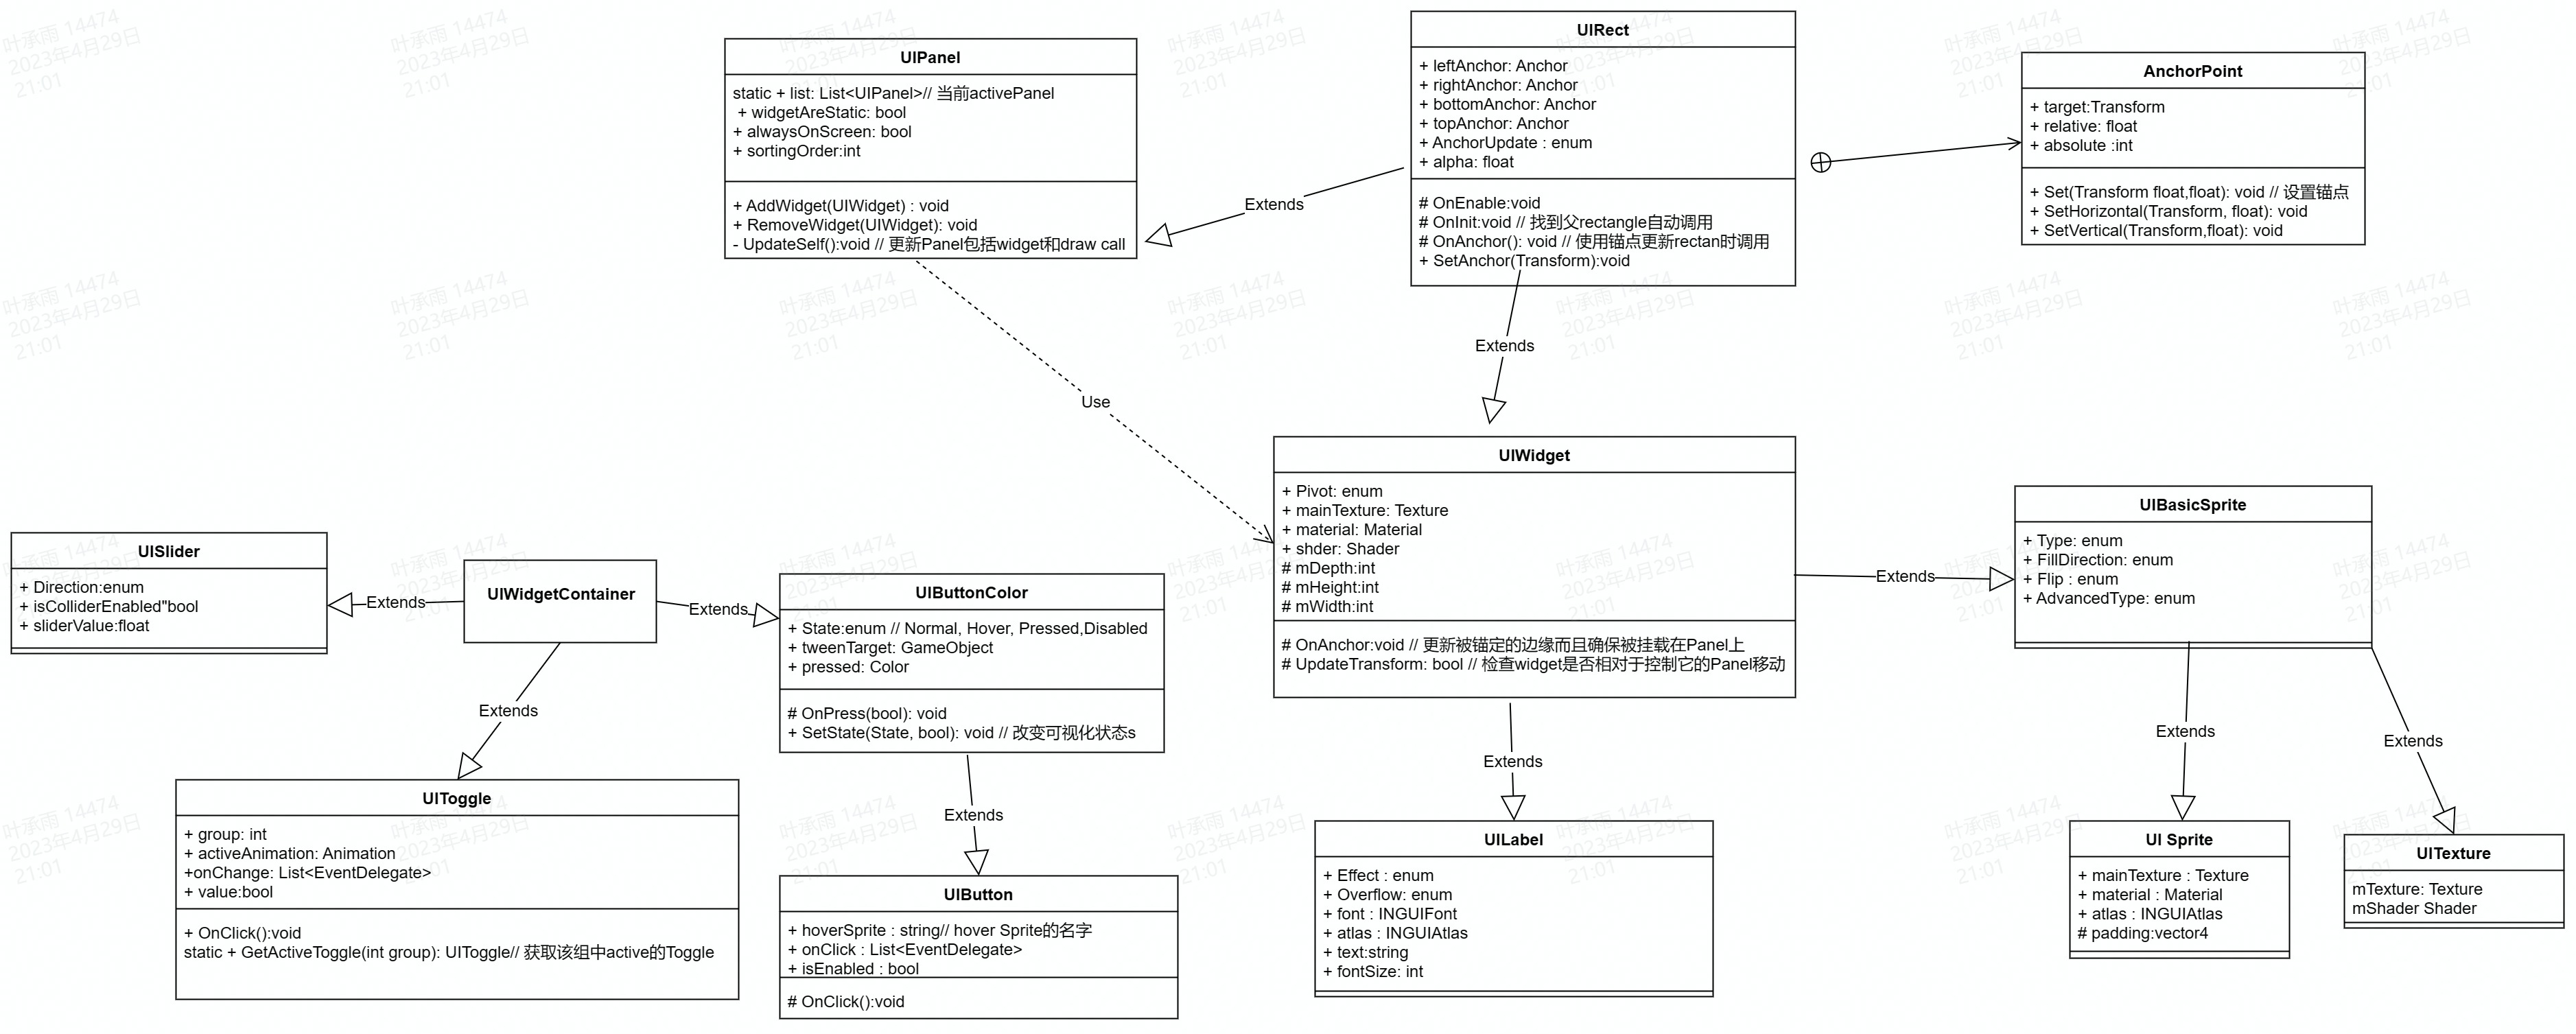 UIPanel
static + list: List<UIPanel>// 当前activePanel
+ widgetAreStatic: bool
+ alwaysOnScreen: bool
+ sortingOrder:int
+ AddWidget(UIWidget) : void
+ RemoveWidget(UIWidget): void
- UpdateSelf():void // 更新Panel包括widget和draw call
Extends
UIRect
+ leftAnchor: Anchor
+ rightAnchor: Anchor
+ bottomAnchor: Anchor
+ topAnchor: Anchor
+ AnchorUpdate : enum
+ alpha: float
# OnEnable:void
# OnInit:void // 找到父rectangle自动调用
# OnAnchor(): void // 使用锚点更新rectan时调用
+ SetAnchor(Transform):void
AnchorPoint
+ target:Transform
+ relative: float
+ absolute :int
+ Set(Transform float,float): void // 设置锚点
+ SetHorizontal(Transform, float): void
+ SetVertical(Transform,float): void
Extends
Use
UIWidget
+ Pivot: enum
+ mainTexture: Texture
+ material: Material
+ shder: Shader
# mDepth:int
# mHeight:int
# mWidth:int
# OnAnchor:void // 更新被锚定的边缘而且确保被挂载在Panel上
# UpdateTransform: bool // 检查widget是否相对于控制它的Panel移动
Extends
UIBasicSprite
+ Type: enum
+ FillDirection: enum
+ Flip : enum
+ AdvancedType: enum
UISlider
+ Direction:enum
+ isColliderEnabled"bool
+ sliderValue:float
Extends
UIWidgetContainer
Extends
UIButtonColor
+ State:enum // Normal, Hover, Pressed,Disabled
+ tweenTarget: GameObject
+ pressed: Color
# OnPress(bool): void
+ SetState(State, bool): void // 改变可视化状态s
Extends
Extends
Extends
Extends
Extends
UIToggle
+ group: int
+ activeAnimation: Animation
+onChange: List<EventDelegate>
+ value:bool
+ OnClick():void
static + GetActiveToggle(int group): UIToggle// 获取该组中active的Toggle
UIButton
+ hoverSprite : string// hover Sprite的名字
+ onClick : List<EventDelegate>
+ isEnabled : bool
# OnClick():void
UILabel
+ Effect : enum
+ Overflow: enum
+ font : INGUIFont
+ atlas : INGUIAtlas
+ text:string
+ fontSize: int
UI Sprite
+ mainTexture : Texture
+ material : Material
+ atlas : INGUIAtlas
# padding:vector4
UITexture
mTexture: Texture
mShader Shader
叶承雨 14474
2023年4月29日
21:01